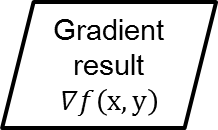 Gradient
result
∇f(x,y)